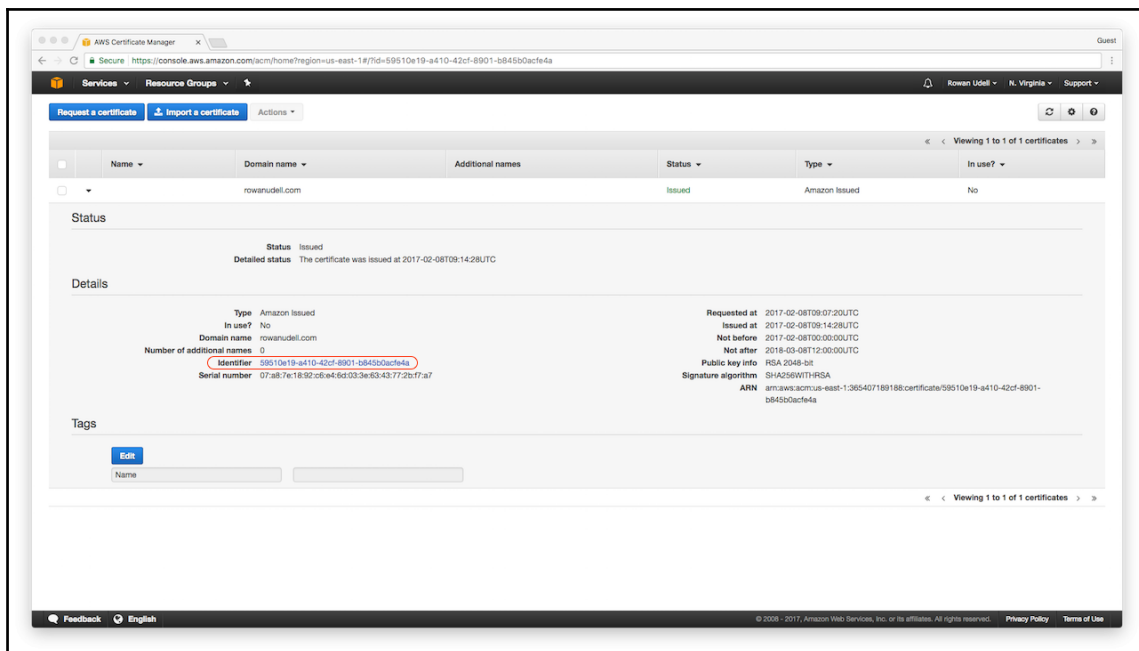 AWS Certificate Manager
Guest
Secure https://console.aws.amazon.com/acm/home?region=us-east-1#/?id=59510e19-a410-42cf-8901-b845b0acfe4a
Services Resource Groups Rowan Udell N. Virginia Support
Request a certificate Import a certificate Actions
« < Viewing 1 to 1 of 1 certificates > »
Name Domain name Additional names Status Type In use?
rowanudell.com Issued Amazon Issued No
Status
Status Issued
Detailed status The certificate was issued at 2017-02-08T09:14:28UTC
Details
Type Amazon Issued
In use? No
Domain name rowanudell.com
Number of additional names 0
Identifier 59510e19-a410-42cf-8901-b845b0acfe4a
Serial number 07:a8:7e:18:92:c6:e4:6d:03:3e:63:43:77:2b:f7:a7
Requested at 2017-02-08T09:07:20UTC
Issued at 2017-02-08T09:14:28UTC
Not before 2017-02-08T00:00:00UTC
Not after 2018-03-08T12:00:00UTC
Public key info RSA 2048-bit
Signature algorithm SHA256WITHRSA
ARN arn:aws:acm:us-east-1:365407189188:certificate/59510e19-a410-42cf-8901-
b845b0acfe4a
Tags
Edit
Name
« < Viewing 1 to 1 of 1 certificates > »
Feedback English © 2008 - 2017, Amazon Web Services, Inc. or its affiliates. All rights reserved. Privacy Policy Terms of Use